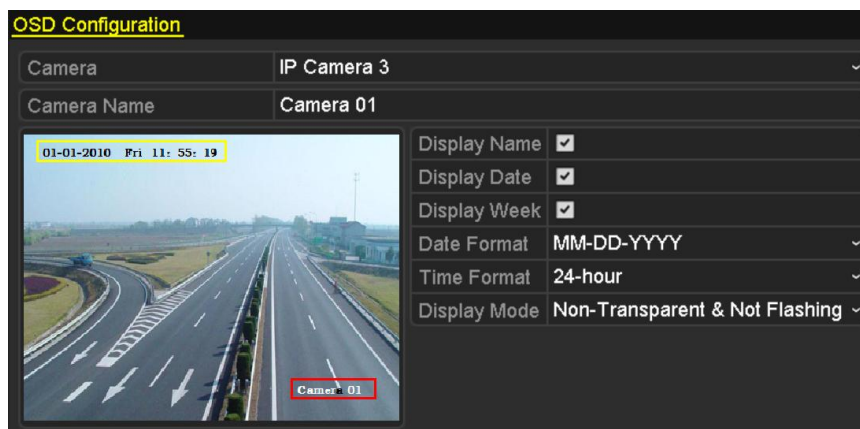 OSD Configuration
Camera IP Camera 3
Camera Name Camera 01
01-01-2010 Fri 11: 55: 19
Camera 01
Display Name
Display Date
Display Week
Date Format MM-DD-YYYY
Time Format 24-hour
Display Mode Non-Transparent & Not Flashing